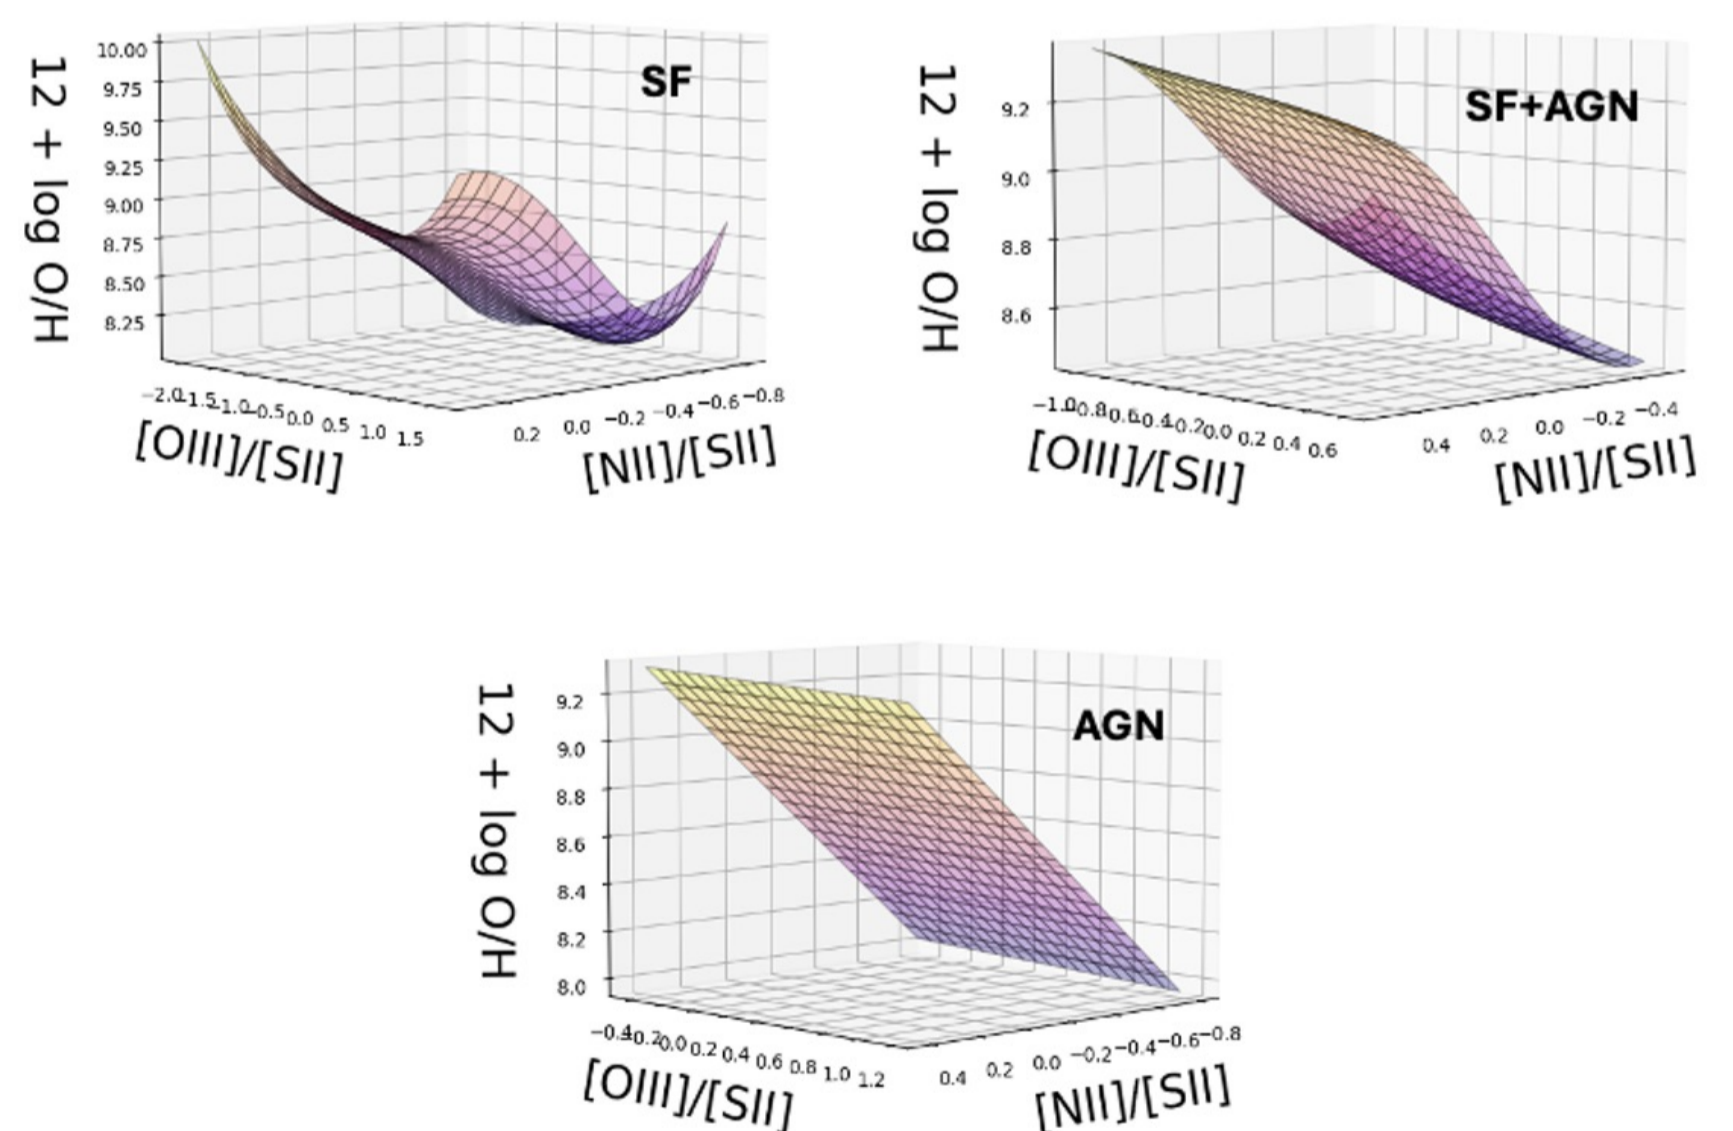 12 + log O/H
10.00
9.75
9.50
9.25
9.00
8.75
8.50
8.25
SF
−2.0 −1.5 −1.0 −0.5 0.0 0.5 1.0 1.5
[OIII]/[SII]
0.2 0.0 −0.2 −0.4 −0.6 −0.8
[NII]/[SII]
12 + log O/H
9.2
9.0
8.8
8.6
SF+AGN
−1.0 −0.8 −0.6 −0.4 −0.2 0.0 0.2 0.4 0.6
[OIII]/[SII]
0.4 0.2 0.0 −0.2 −0.4
[NII]/[SII]
12 + log O/H
9.2
9.0
8.8
8.6
8.4
8.2
8.0
AGN
−0.4 −0.2 0.0 0.2 0.4 0.6 0.8 1.0 1.2
[OIII]/[SII]
0.4 0.2 0.0 −0.2 −0.4 −0.6 −0.8
[NII]/[SII]